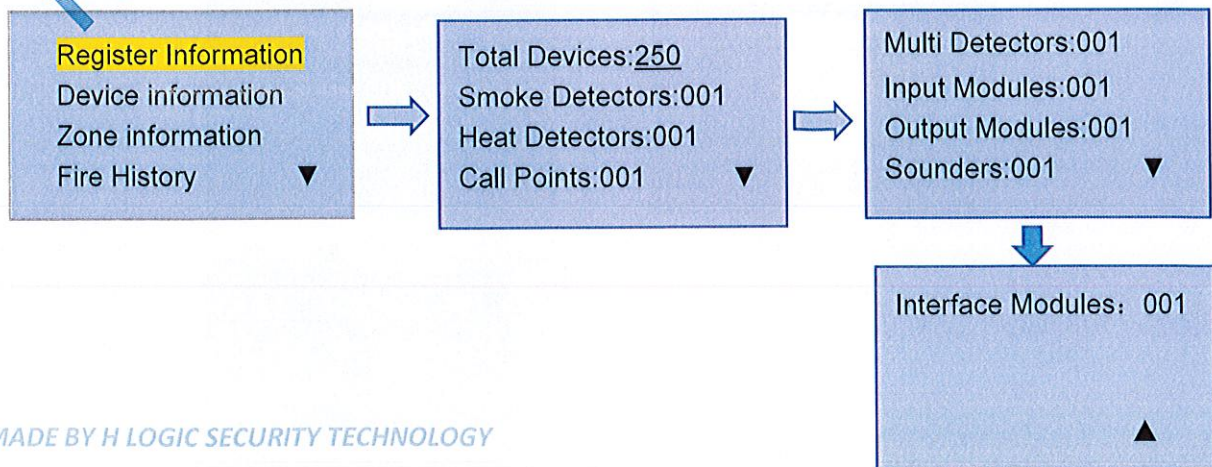 Register Information
Device information
Zone information
Fire History ▼
Total Devices:250
Smoke Detectors:001
Heat Detectors:001
Call Points:001 ▼
Multi Detectors:001
Input Modules:001
Output Modules:001
Sounders:001 ▼
Interface Modules：001
▲
MADE BY H LOGIC SECURITY TECHNOLOGY